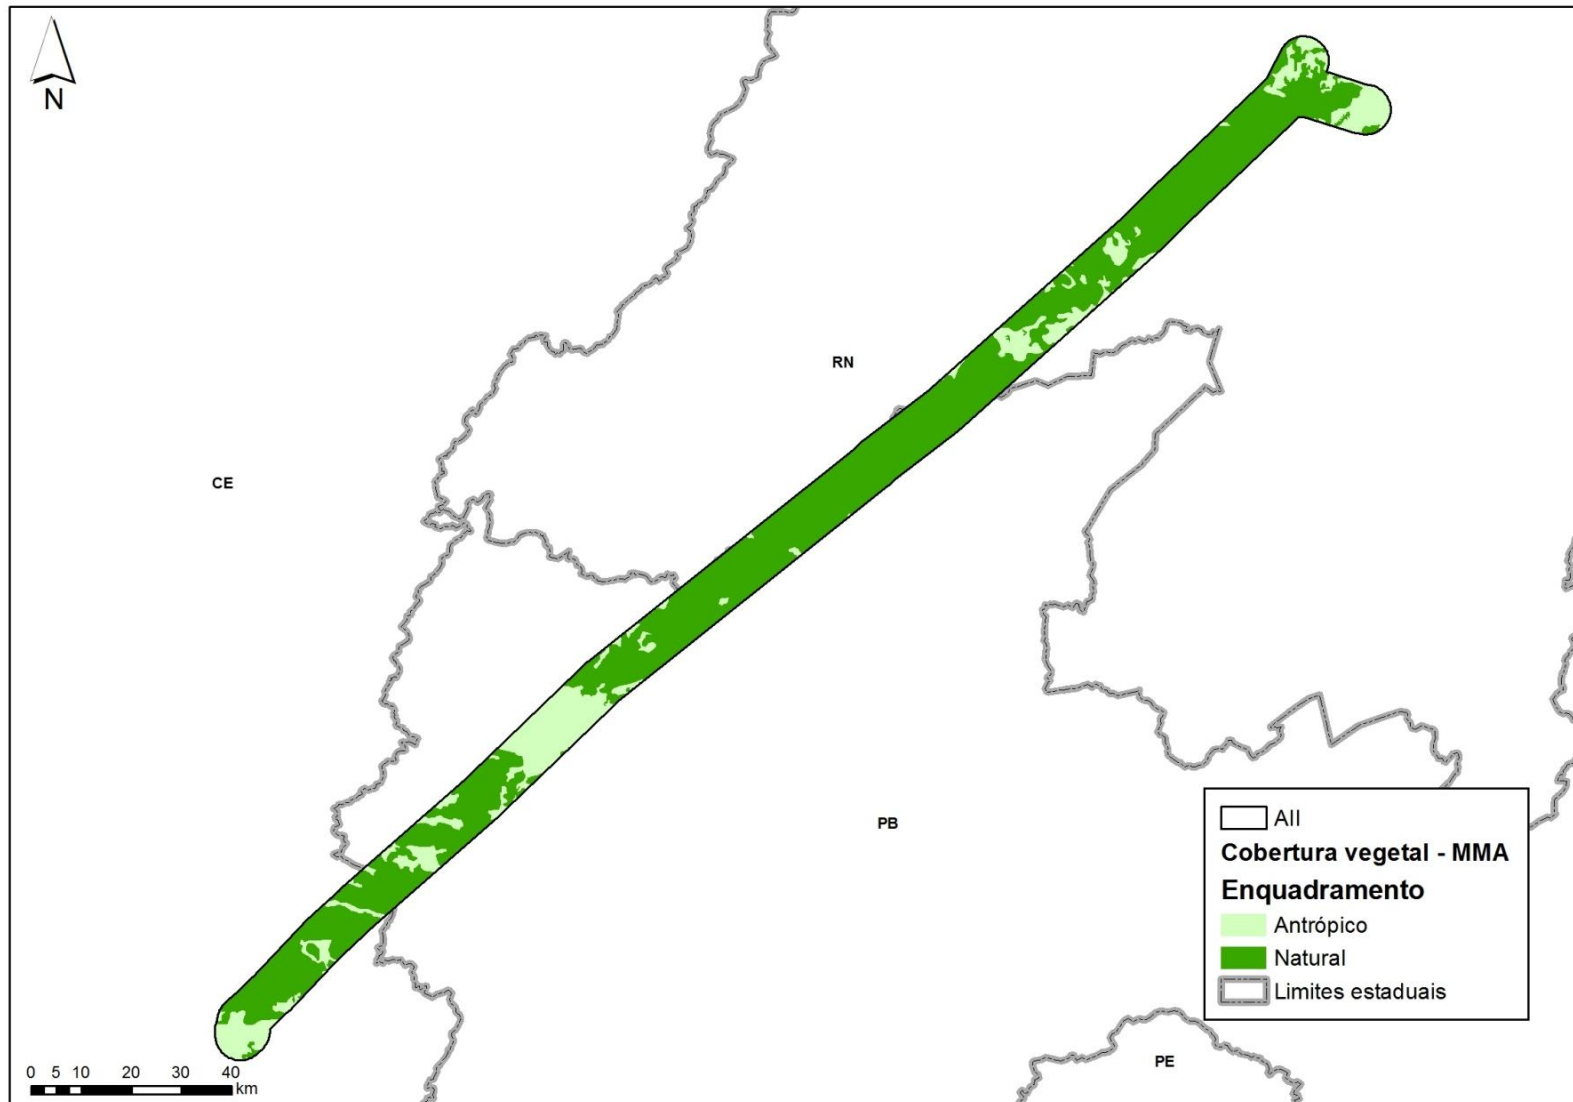 N
RN
CE
PB
PE
AII
Cobertura vegetal - MMA
Enquadramento
Antrópico
Natural
Limites estaduais
0 5 10 20 30 40
km